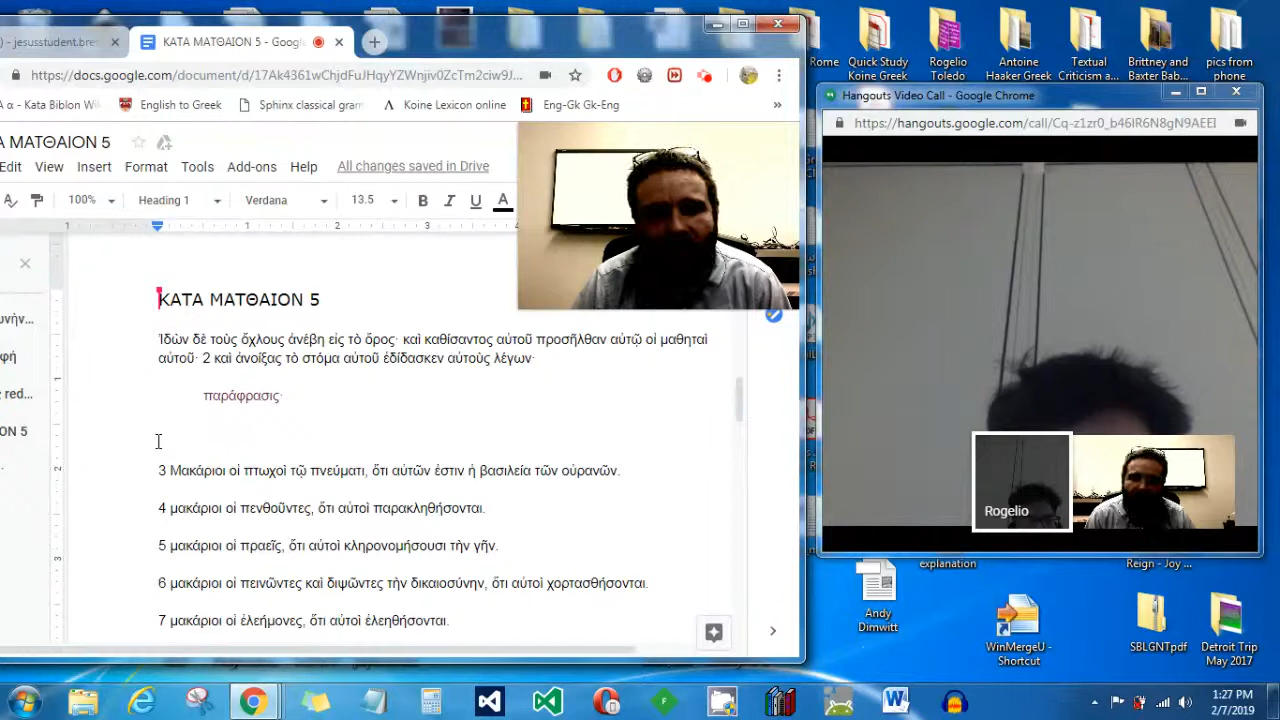 ) - jesusstudent.bre
ΚΑΤΑ ΜΑΤΘΑΙΟΝ 5 - Google
https://docs.google.com/document/d/17Ak4361wChjdFuJHqyYZWnjiv0ZcTm2ciw9J...
English to Greek
Sphinx classical gram
Koine Lexicon online
Eng-Gk Gk-Eng
»
Α ΜΑΤΘΑΙΟΝ 5
Edit View Insert Format Tools Add-ons Help All changes saved in Drive
100% Heading 1 Verdana 13.5 B I U A
ΚΑΤΑ ΜΑΤΘΑΙΟΝ 5
Ἰδὼν δὲ τοὺς ὄχλους ἀνέβη εἰς τὸ ὄρος· καὶ καθίσαντος αὐτοῦ προσῆλθαν αὐτῷ οἱ μαθηταὶ
αὐτοῦ· 2 καὶ ἀνοίξας τὸ στόμα αὐτοῦ ἐδίδασκεν αὐτοὺς λέγων·
παράφρασις·
3 Μακάριοι οἱ πτωχοὶ τῷ πνεύματι, ὅτι αὐτῶν ἐστιν ἡ βασιλεία τῶν οὐρανῶν.
4 μακάριοι οἱ πενθοῦντες, ὅτι αὐτοὶ παρακληθήσονται.
5 μακάριοι οἱ πραεῖς, ὅτι αὐτοὶ κληρονομήσουσι τὴν γῆν.
6 μακάριοι οἱ πεινῶντες καὶ διψῶντες τὴν δικαιοσύνην, ὅτι αὐτοὶ χορτασθήσονται.
7 μακάριοι οἱ ἐλεήμονες, ὅτι αὐτοὶ ἐλεηθήσονται.
Rome
Quick Study
Koine Greek
Rogelio
Toledo
Antoine
Haaker Greek
Textual
Criticism a...
Brittney and
Baxter Bab...
pics from
phone
Hangouts Video Call - Google Chrome
https://hangouts.google.com/call/
Rogelio
explanation
Reign - Joy ...
Andy
Dimwitt
WinMergeU -
Shortcut
SBLGNTpdf
Detroit Trip
May 2017
1:27 PM
2/7/2019